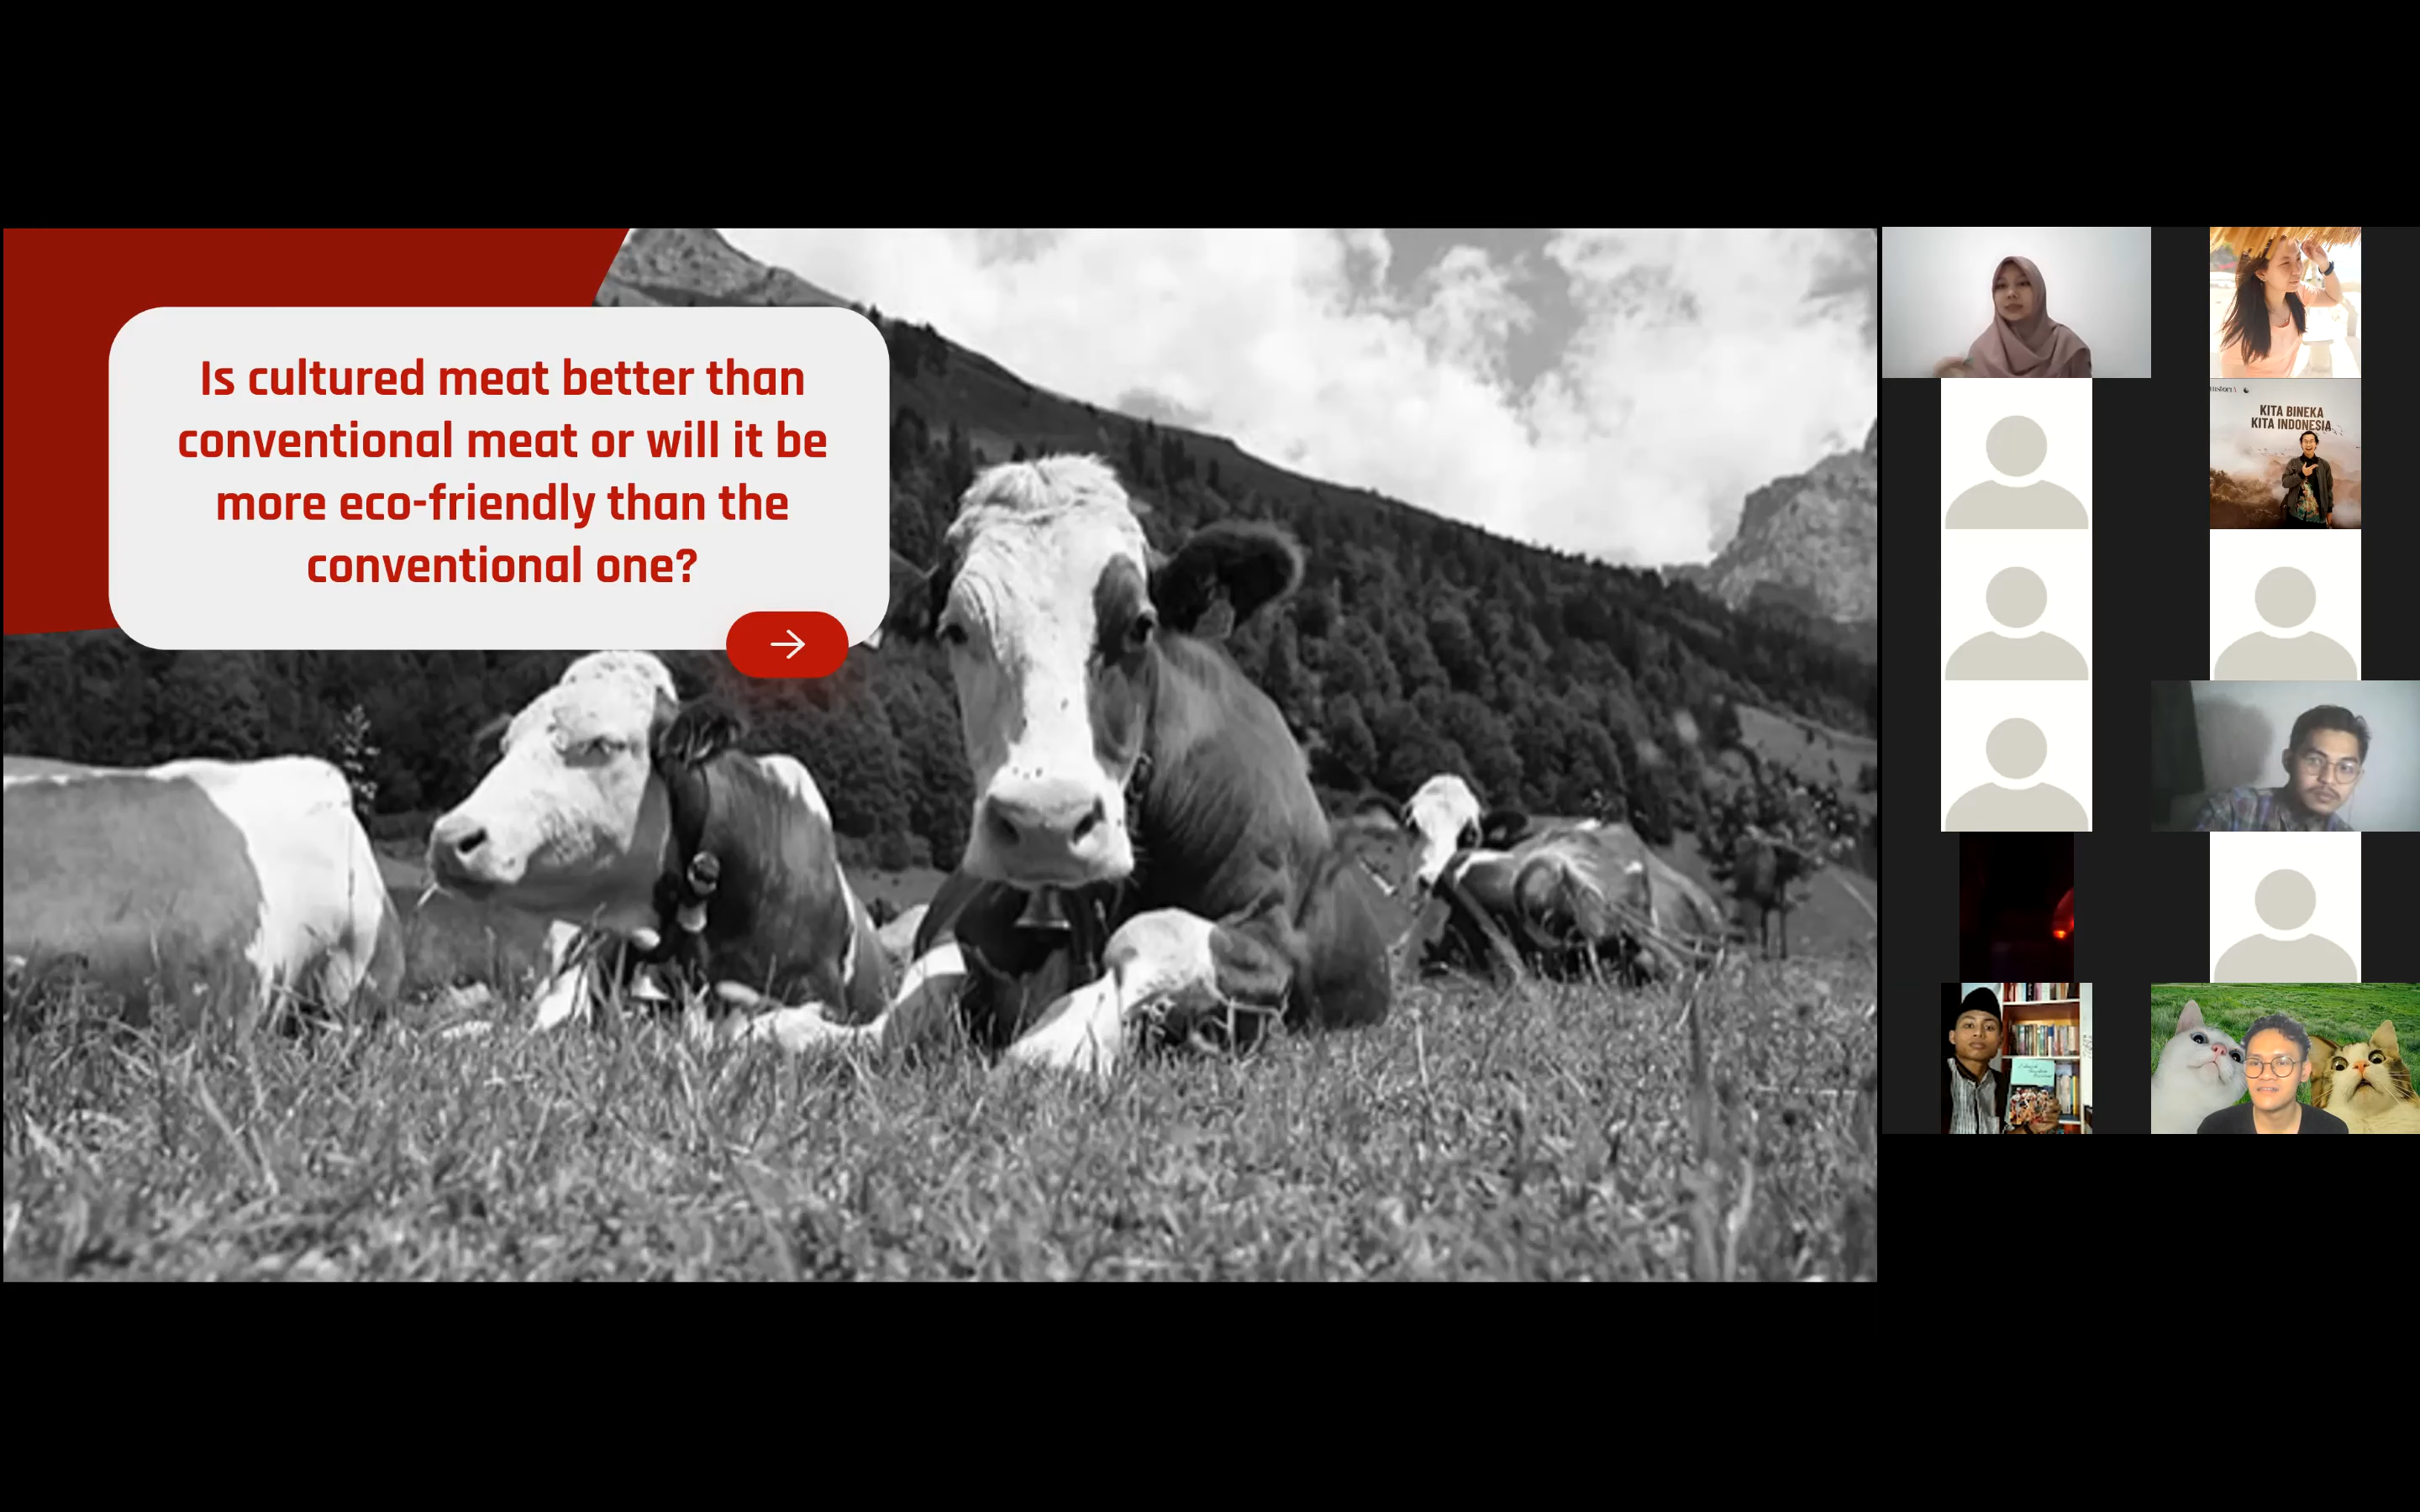 Is cultured meat better than
conventional meat or will it be
more eco-friendly than the
conventional one?
KITA BINEKA
KITA INDONESIA